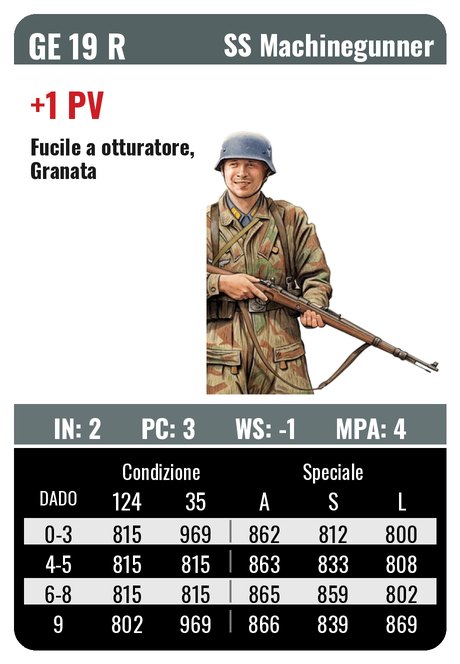 GE 19 R SS Machinegunner
+1 PV
Fucile a otturatore,
Granata
IN: 2 PC: 3 WS: -1 MPA: 4
Condizione Speciale
DADO 124 35 A S L
0-3 815 969 862 812 800
4-5 815 815 863 833 808
6-8 815 815 865 859 802
9 802 969 866 839 869